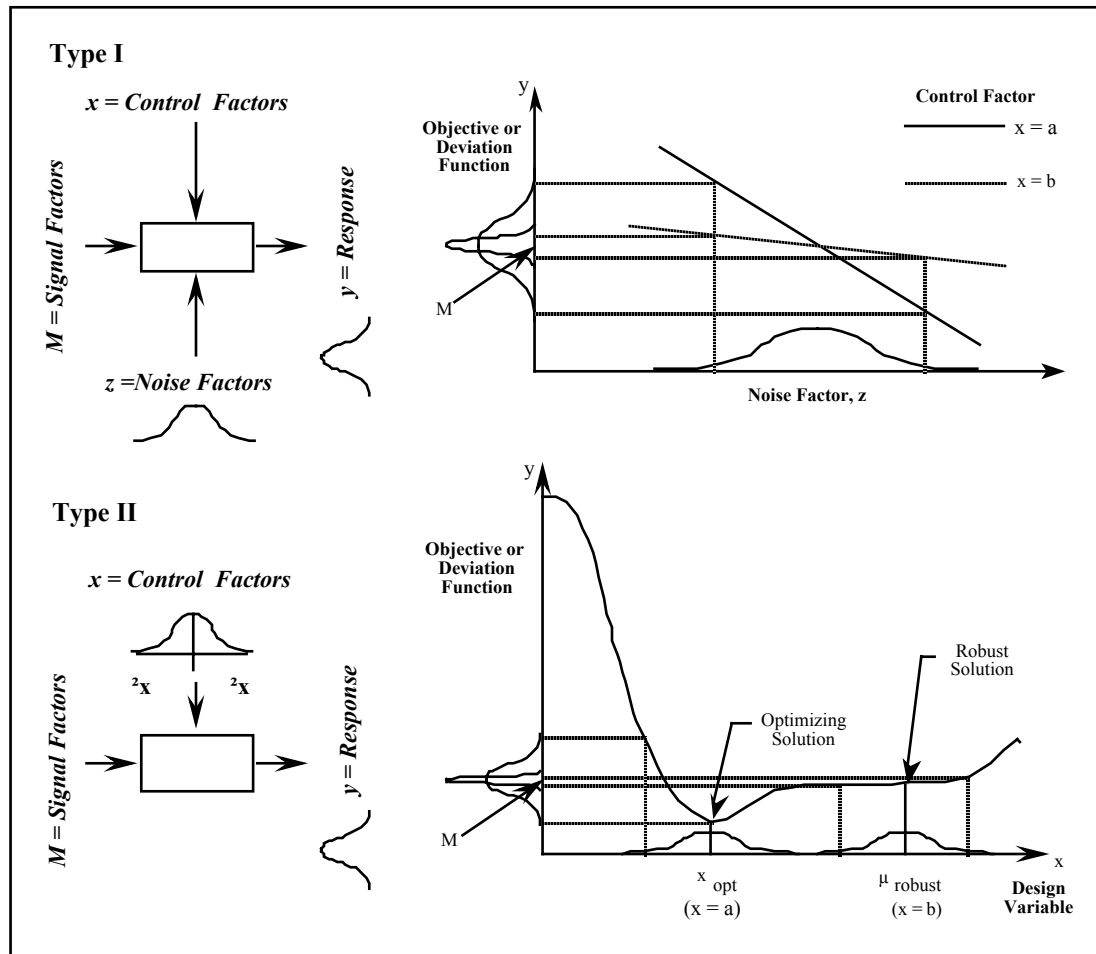 Type I
x = Control Factors
M = Signal Factors
y = Response
z =Noise Factors
y
Objective or
Deviation
Function
M
Control Factor
x = a
x = b
Noise Factor, z
Type II
x = Control Factors
²x ²x
M = Signal Factors
y = Response
y
Objective or
Deviation
Function
M
Optimizing
Solution
Robust
Solution
x
x opt
(x = a)
μ robust
(x = b)
Design
Variable